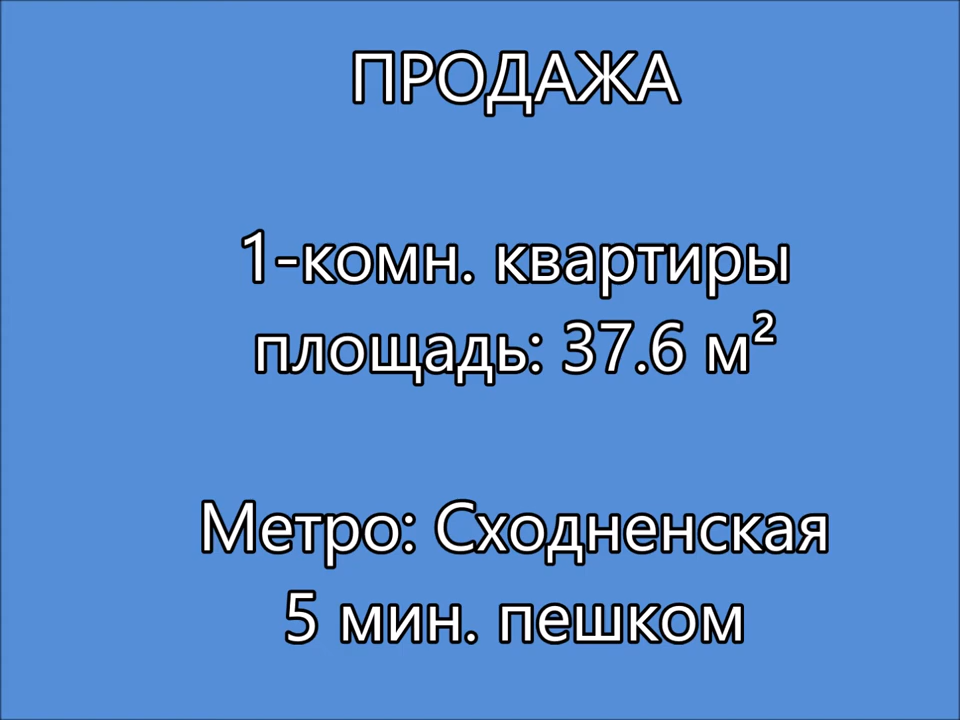 ПРОДАЖА
1-комн. квартиры
площадь: 37.6 м²
Метро: Сходненская
5 мин. пешком